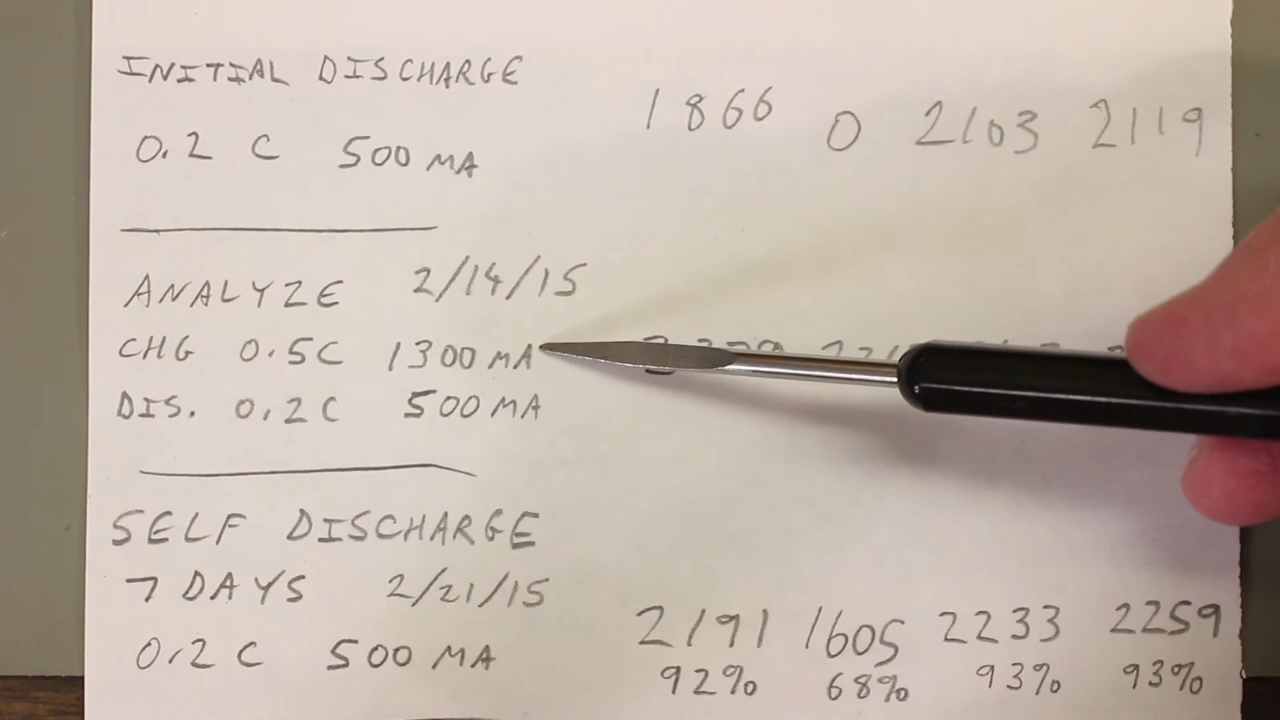 INITIAL DISCHARGE
1866 0 2103 2119
0.2 C 500 MA
ANALYZE 2/14/15
CHG 0.5C 1300 MA
DIS. 0.2C 500 MA
SELF DISCHARGE
7 DAYS 2/21/15
2191 1605 2233 2259
0.2 C 500 MA
92% 68% 93% 93%